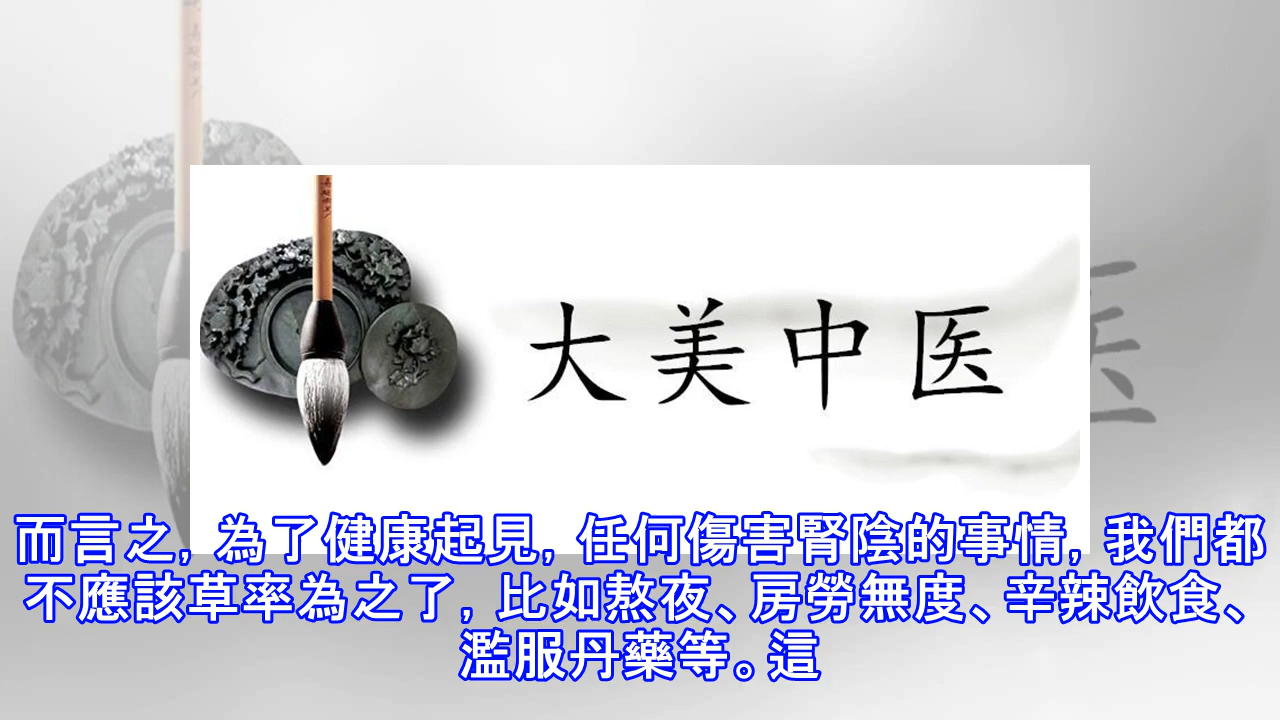 大美中医
而言之, 為了健康起見, 任何傷害腎陰的事情, 我們都
不應該草率為之了, 比如熬夜、房勞無度、辛辣飲食、
濫服丹藥等。這